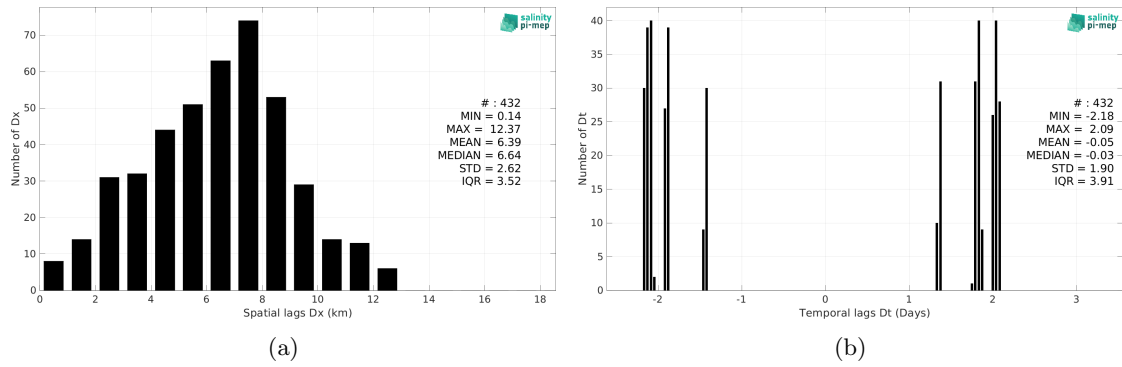 salinity
pi-mep
70
60
50
40
30
20
10
0
Number of Dx
# : 432
MIN = 0.14
MAX = 12.37
MEAN = 6.39
MEDIAN = 6.64
STD = 2.62
IQR = 3.52
0 2 4 6 8 10 12 14 16 18
Spatial lags Dx (km)
(a)
salinity
pi-mep
40
35
30
25
20
15
10
5
0
Number of Dt
# : 432
MIN = -2.18
MAX = 2.09
MEAN = -0.05
MEDIAN = -0.03
STD = 1.90
IQR = 3.91
-2 -1 0 1 2 3
Temporal lags Dt (Days)
(b)